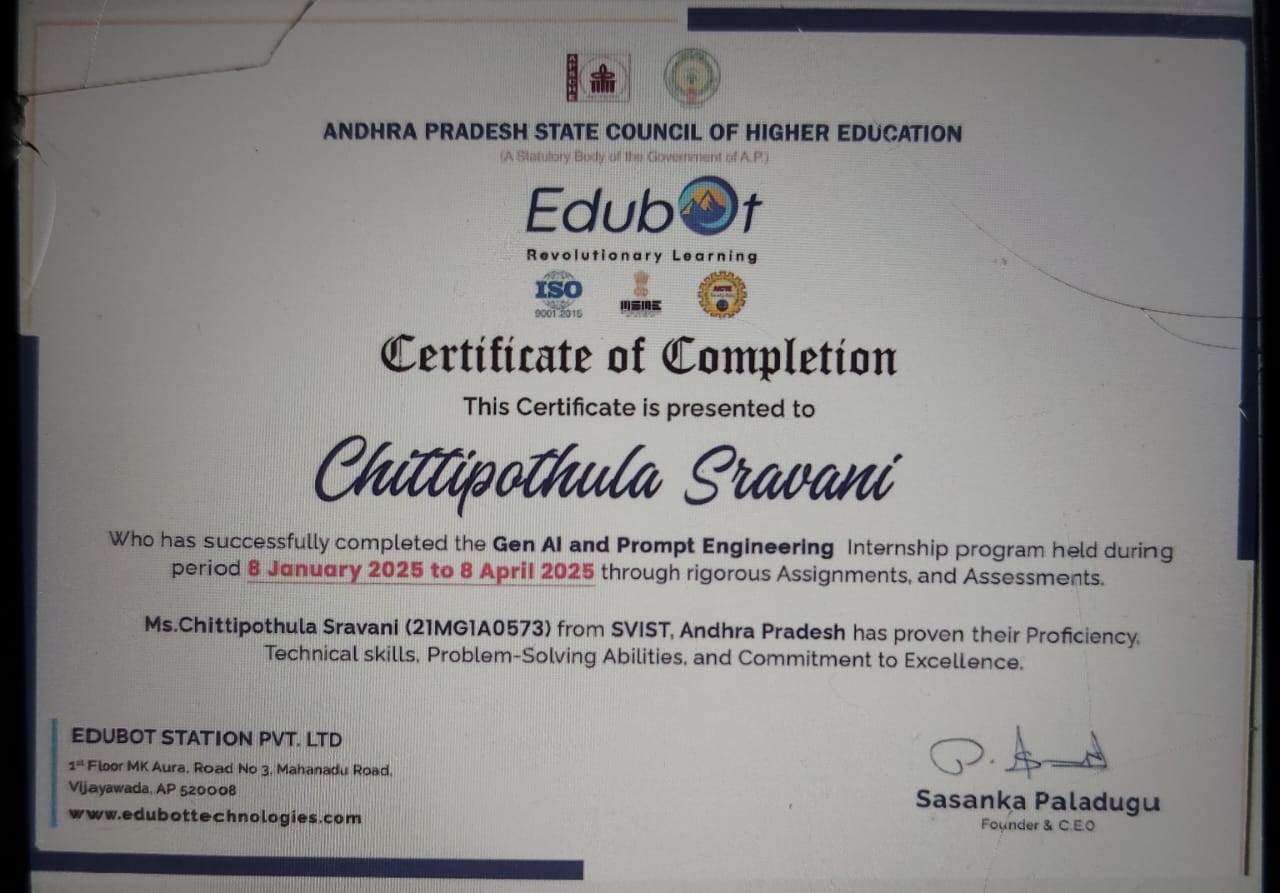 APSCHE
ANDHRA PRADESH STATE COUNCIL OF HIGHER EDUCATION
(A Statutory Body of the Government of A.P.)
Edubot
Revolutionary Learning
ISO
9001:2015
MSME
AICTE
Certificate of Completion
This Certificate is presented to
Chittipothula Sravani
Who has successfully completed the Gen AI and Prompt Engineering Internship program held during
period 8 January 2025 to 8 April 2025 through rigorous Assignments, and Assessments.
Ms.Chittipothula Sravani (21MG1A0573) from SVIST, Andhra Pradesh has proven their Proficiency,
Technical skills, Problem-Solving Abilities, and Commitment to Excellence.
EDUBOT STATION PVT. LTD
1st Floor MK Aura, Road No 3, Mahanadu Road,
Vijayawada, AP 520008
www.edubottechnologies.com
Sasanka Paladugu
Founder & C.E.O